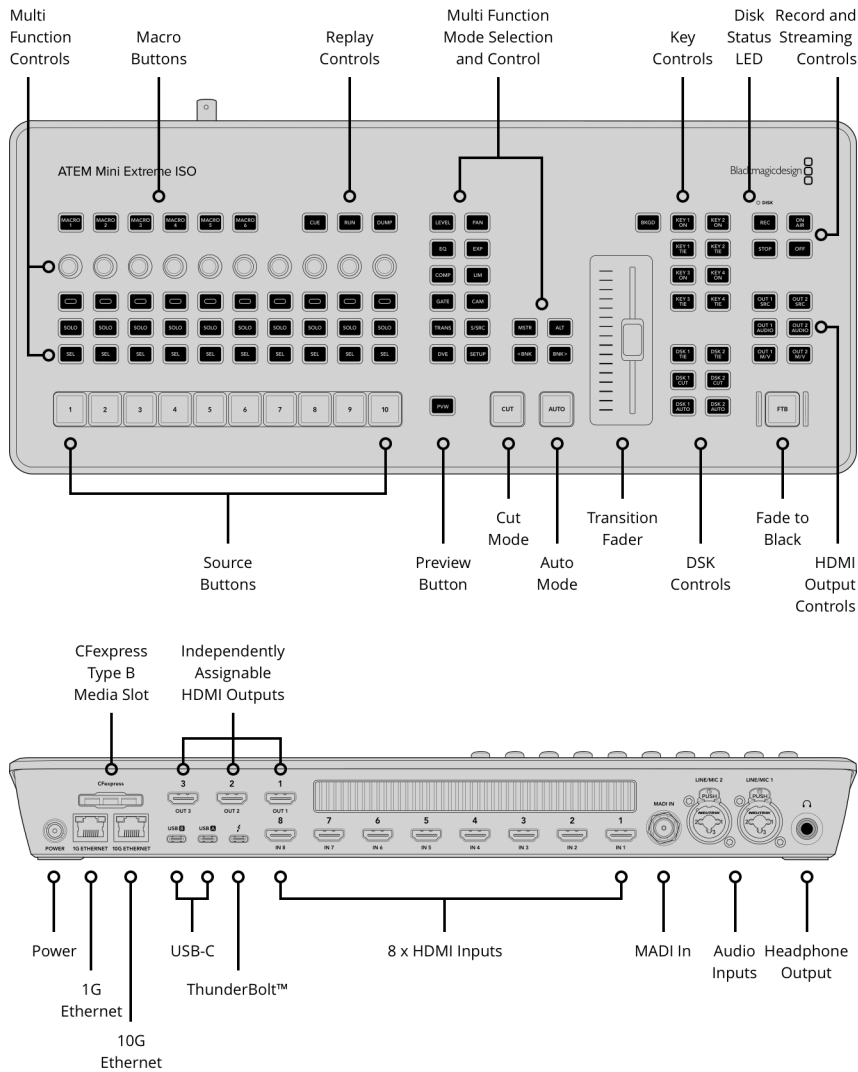 Multi
Function
Controls
Macro
Buttons
Replay
Controls
Multi Function
Mode Selection
and Control
Key
Controls
Disk
Status
LED
Record and
Streaming
Controls
ATEM Mini Extreme ISO
Blackmagicdesign
DISK
MACRO 1
MACRO 2
MACRO 3
MACRO 4
MACRO 5
MACRO 6
CUE
RUN
DUMP
LEVEL
PAN
BKGD
KEY 1 ON
KEY 2 ON
REC
ON AIR
EQ
EXP
KEY 1 TIE
KEY 2 TIE
STOP
OFF
COMP
LIM
KEY 3 ON
KEY 4 ON
GATE
CAM
KEY 3 TIE
KEY 4 TIE
OUT 1 SRC
OUT 2 SRC
SOLO SOLO SOLO SOLO SOLO SOLO SOLO SOLO SOLO SOLO
TRANS
S/SRC
MSTR
ALT
OUT 1 AUDIO
OUT 2 AUDIO
SEL SEL SEL SEL SEL SEL SEL SEL SEL SEL
DVE
SETUP
<BNK
BNK>
DSK 1 TIE
DSK 2 TIE
OUT 1 M/V
OUT 2 M/V
DSK 1 CUT
DSK 2 CUT
1 2 3 4 5 6 7 8 9 10
PVW
CUT
AUTO
DSK 1 AUTO
DSK 2 AUTO
FTB
Source
Buttons
Preview
Button
Cut
Mode
Auto
Mode
Transition
Fader
DSK
Controls
Fade to
Black
HDMI
Output
Controls
CFexpress
Type B
Media Slot
Independently
Assignable
HDMI Outputs
CFexpress
3 2 1
OUT 3 OUT 2 OUT 1
LINE/MIC 2 LINE/MIC 1
PUSH PUSH
MADI IN
NEUTRIK NEUTRIK
2 1 3 2 1 3
8 7 6 5 4 3 2 1
USB B USB A
POWER 1G ETHERNET 10G ETHERNET
IN 8 IN 7 IN 6 IN 5 IN 4 IN 3 IN 2 IN 1
Power
1G
Ethernet
10G
Ethernet
USB-C
ThunderBolt™
8 x HDMI Inputs
MADI In
Audio
Inputs
Headphone
Output